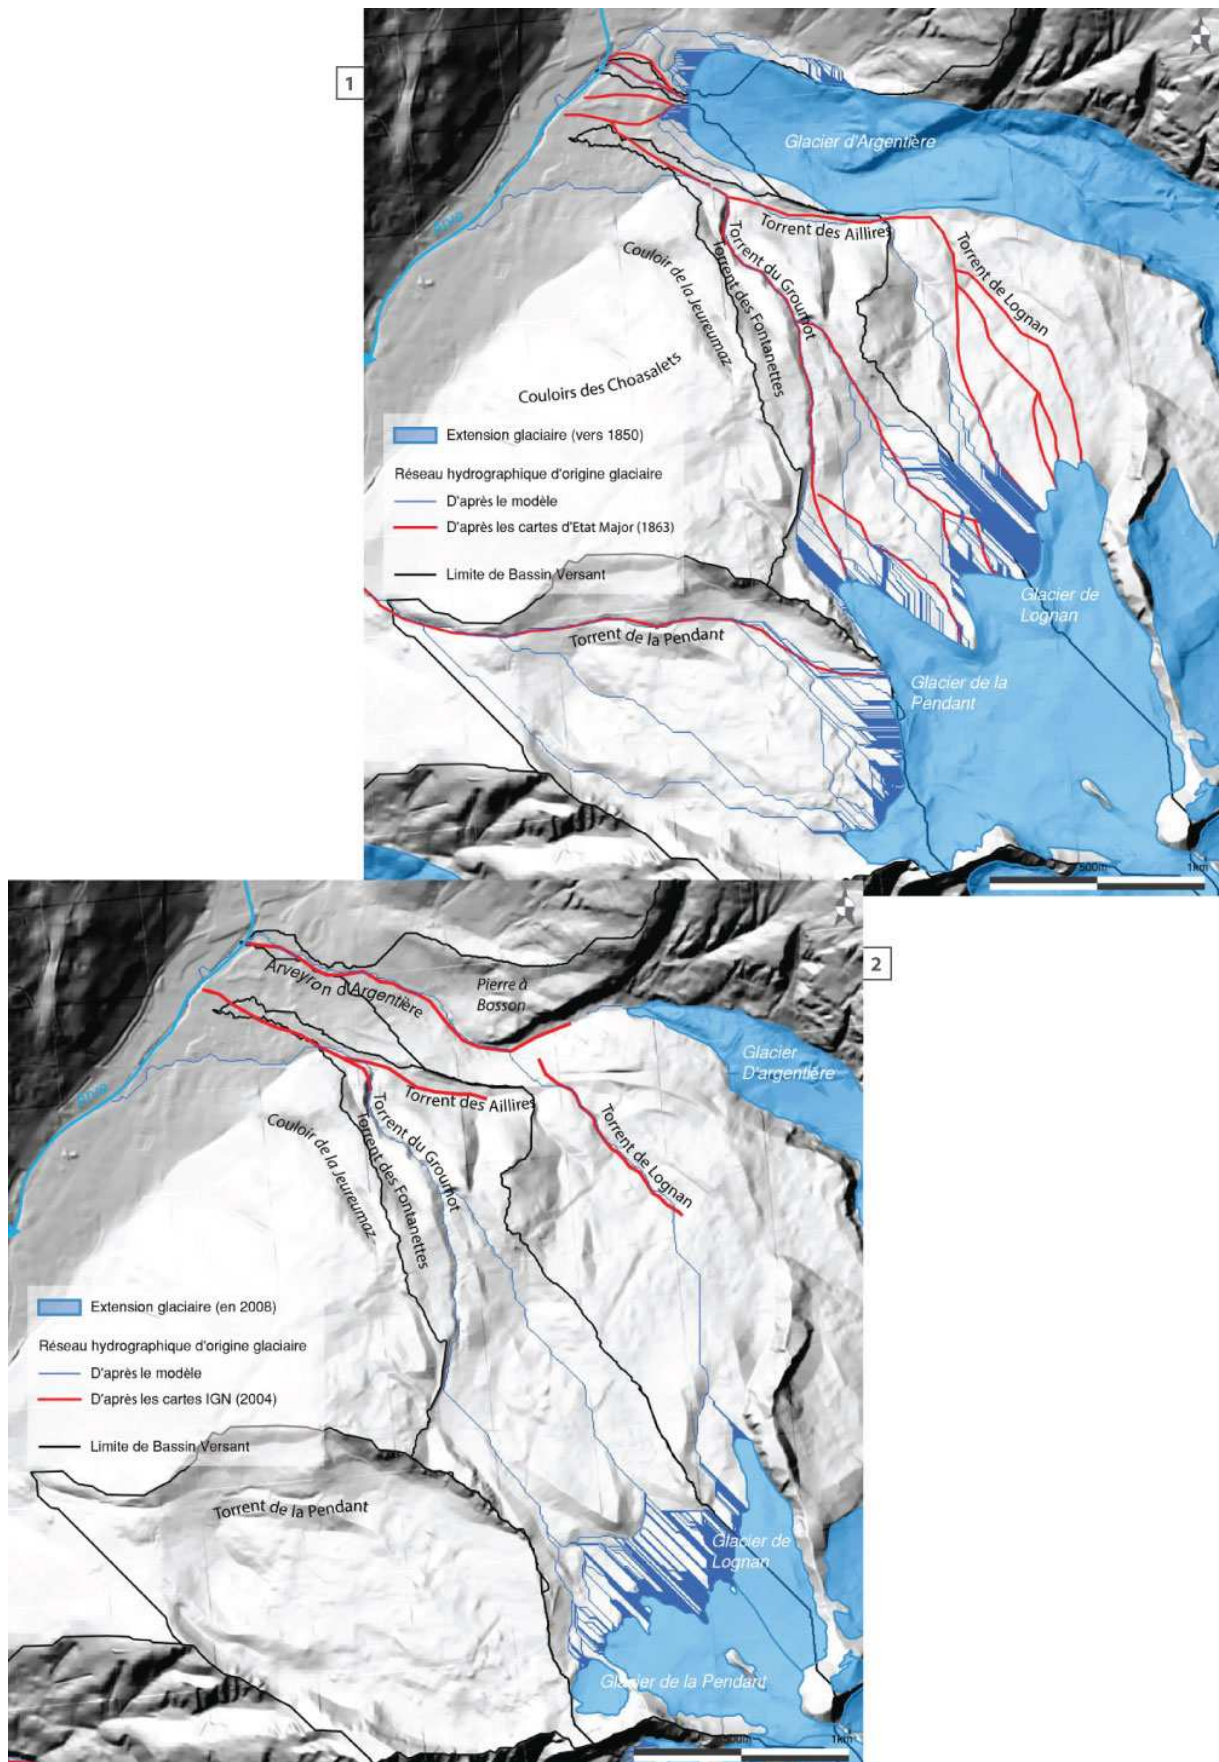 1
Glacier d'Argentière
Arve
Torrent des Aillires
Torrent de Lognan
Torrent du Groumot
Torrent des Fontanettes
Couloir de la Jeureumaz
Couloirs des Choasalets
Extension glaciaire (vers 1850)
Réseau hydrographique d'origine glaciaire
D'après le modèle
D'après les cartes d'Etat Major (1863)
Limite de Bassin Versant
Glacier de
Lognan
Torrent de la Pendant
Glacier de la
Pendant
500m
1km
2
Arveyron d'Argentière
Pierre à
Bosson
Glacier
D'argentière
Arve
Torrent des Aillires
Torrent de Lognan
Torrent du Groumot
Torrent des Fontanettes
Couloir de la Jeureumaz
Extension glaciaire (en 2008)
Réseau hydrographique d'origine glaciaire
D'après le modèle
D'après les cartes IGN (2004)
Limite de Bassin Versant
Torrent de la Pendant
Glacier de
Lognan
Glacier de la Pendant
500m
1km